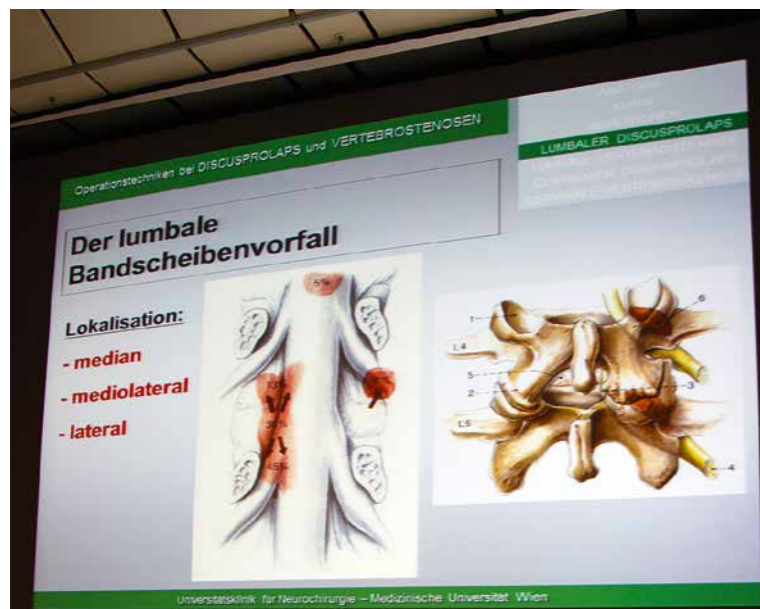 Operationstechniken bei DISCUSPROLAPS und VERTEBROSTENOSEN
LUMBALER DISCUSPROLAPS
Der lumbale
Bandscheibenvorfall
Lokalisation:
- median
- mediolateral
- lateral
5%
45%
1
6
L4
5
2
3
L5
4
Universitätsklinik für Neurochirurgie – Medizinische Universität Wien